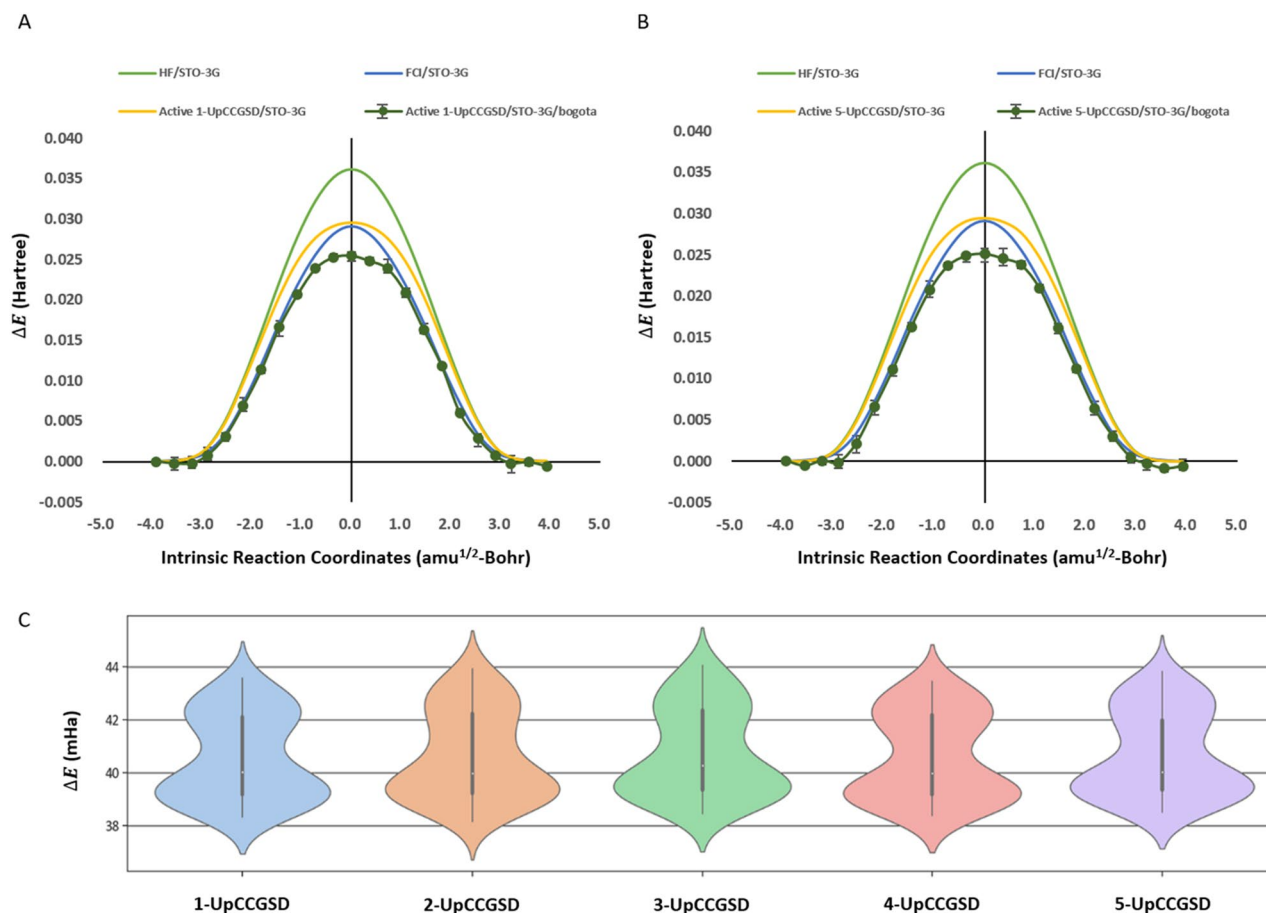 A
HF/STO-3G
FCI/STO-3G
Active 1-UpCCGSD/STO-3G
Active 1-UpCCGSD/STO-3G/bogota
0.040
0.035
0.030
0.025
0.020
0.015
0.010
0.005
0.000
-0.005
ΔE (Hartree)
-5.0 -4.0 -3.0 -2.0 -1.0 0.0 1.0 2.0 3.0 4.0 5.0
Intrinsic Reaction Coordinates (amu^1/2-Bohr)
B
HF/STO-3G
FCI/STO-3G
Active 5-UpCCGSD/STO-3G
Active 5-UpCCGSD/STO-3G/bogota
0.040
0.035
0.030
0.025
0.020
0.015
0.010
0.005
0.000
-0.005
ΔE (Hartree)
-5.0 -4.0 -3.0 -2.0 -1.0 0.0 1.0 2.0 3.0 4.0 5.0
Intrinsic Reaction Coordinates (amu^1/2-Bohr)
C
44
42
40
38
ΔE (mHa)
1-UpCCGSD 2-UpCCGSD 3-UpCCGSD 4-UpCCGSD 5-UpCCGSD